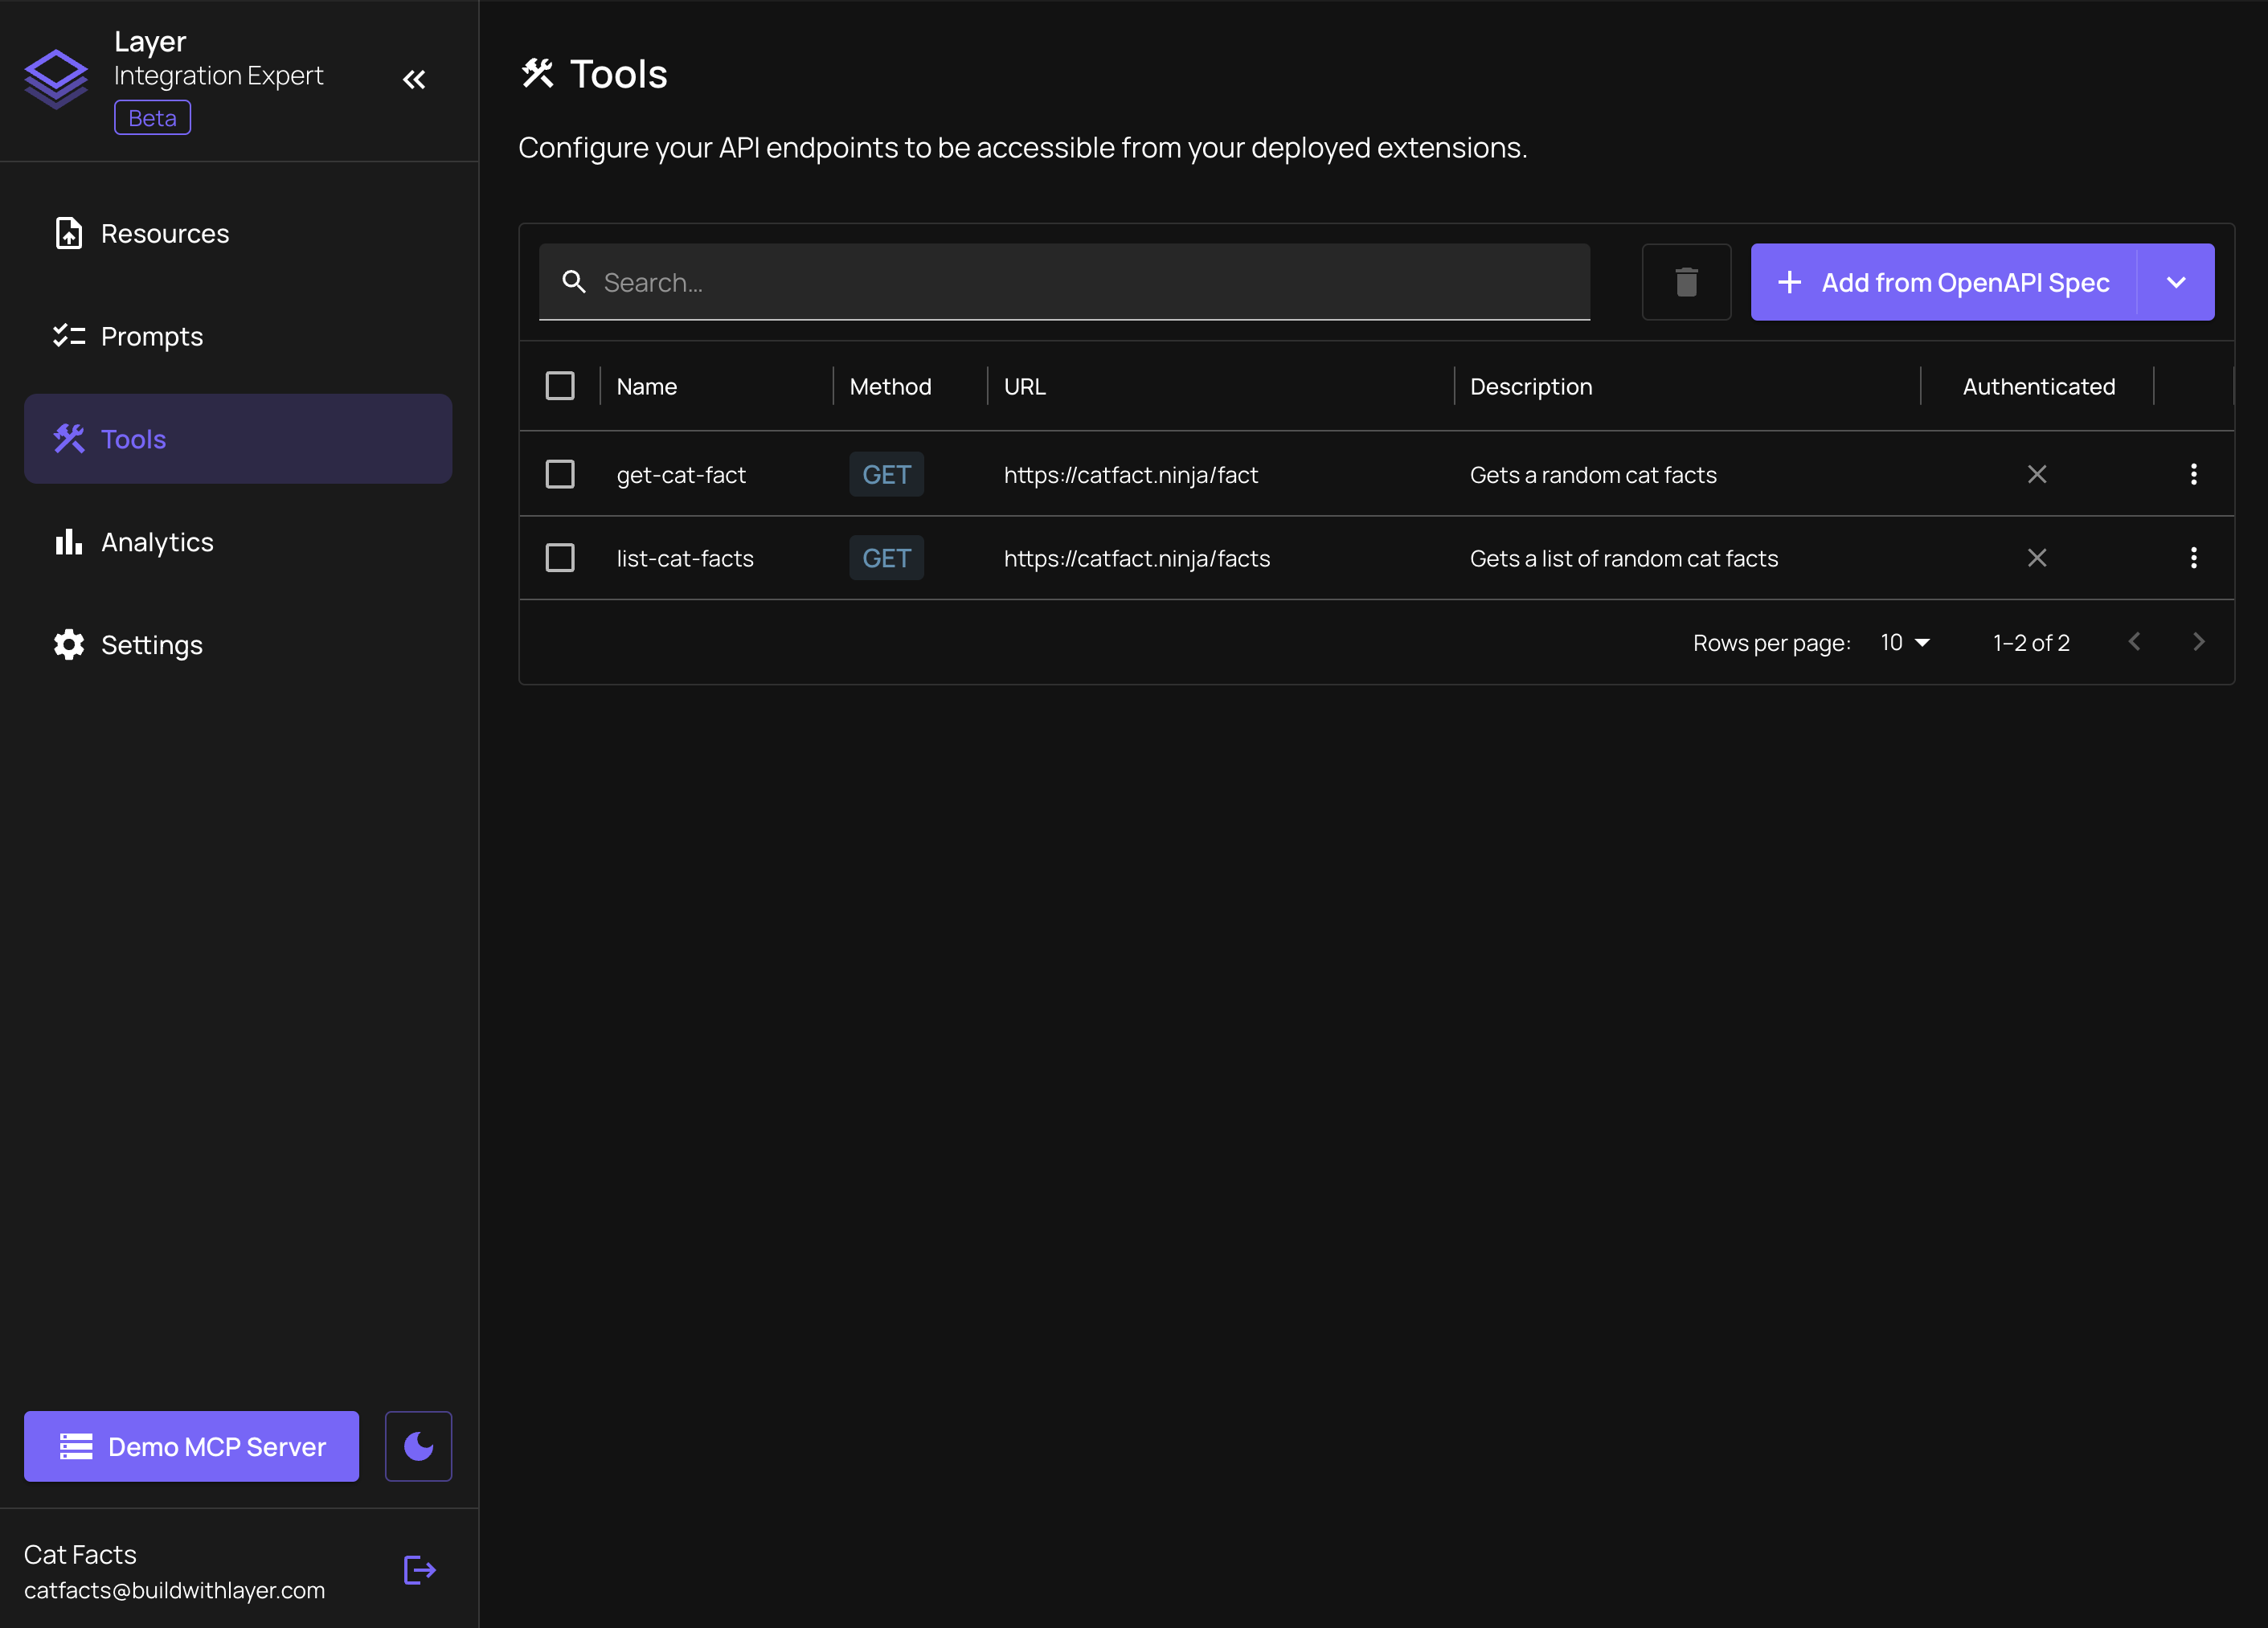 Layer
Integration Expert
Beta
Resources
Prompts
Tools
Analytics
Settings
Demo MCP Server
Cat Facts
catfacts@buildwithlayer.com
Tools
Configure your API endpoints to be accessible from your deployed extensions.
Search...
Add from OpenAPI Spec
Name Method URL Description Authenticated
get-cat-fact GET https://catfact.ninja/fact Gets a random cat facts
list-cat-facts GET https://catfact.ninja/facts Gets a list of random cat facts
Rows per page: 10 1–2 of 2